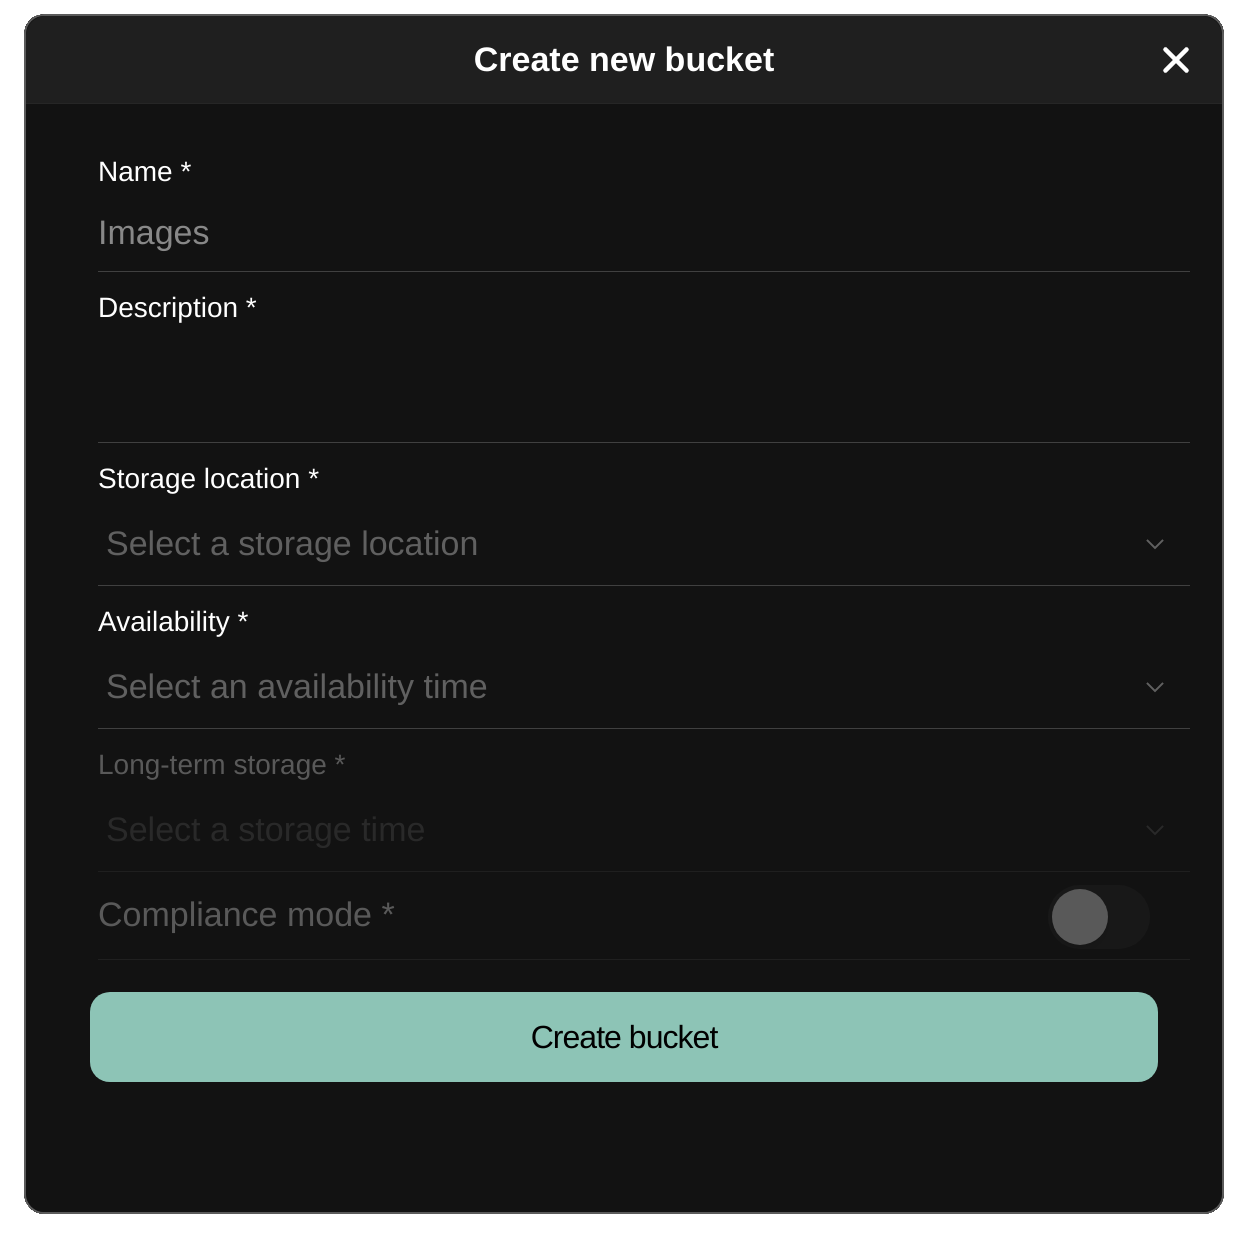 Create new bucket
Name *
Images
Description *
Storage location *
Select a storage location
Availability *
Select an availability time
Long-term storage *
Select a storage time
Compliance mode *
Create bucket